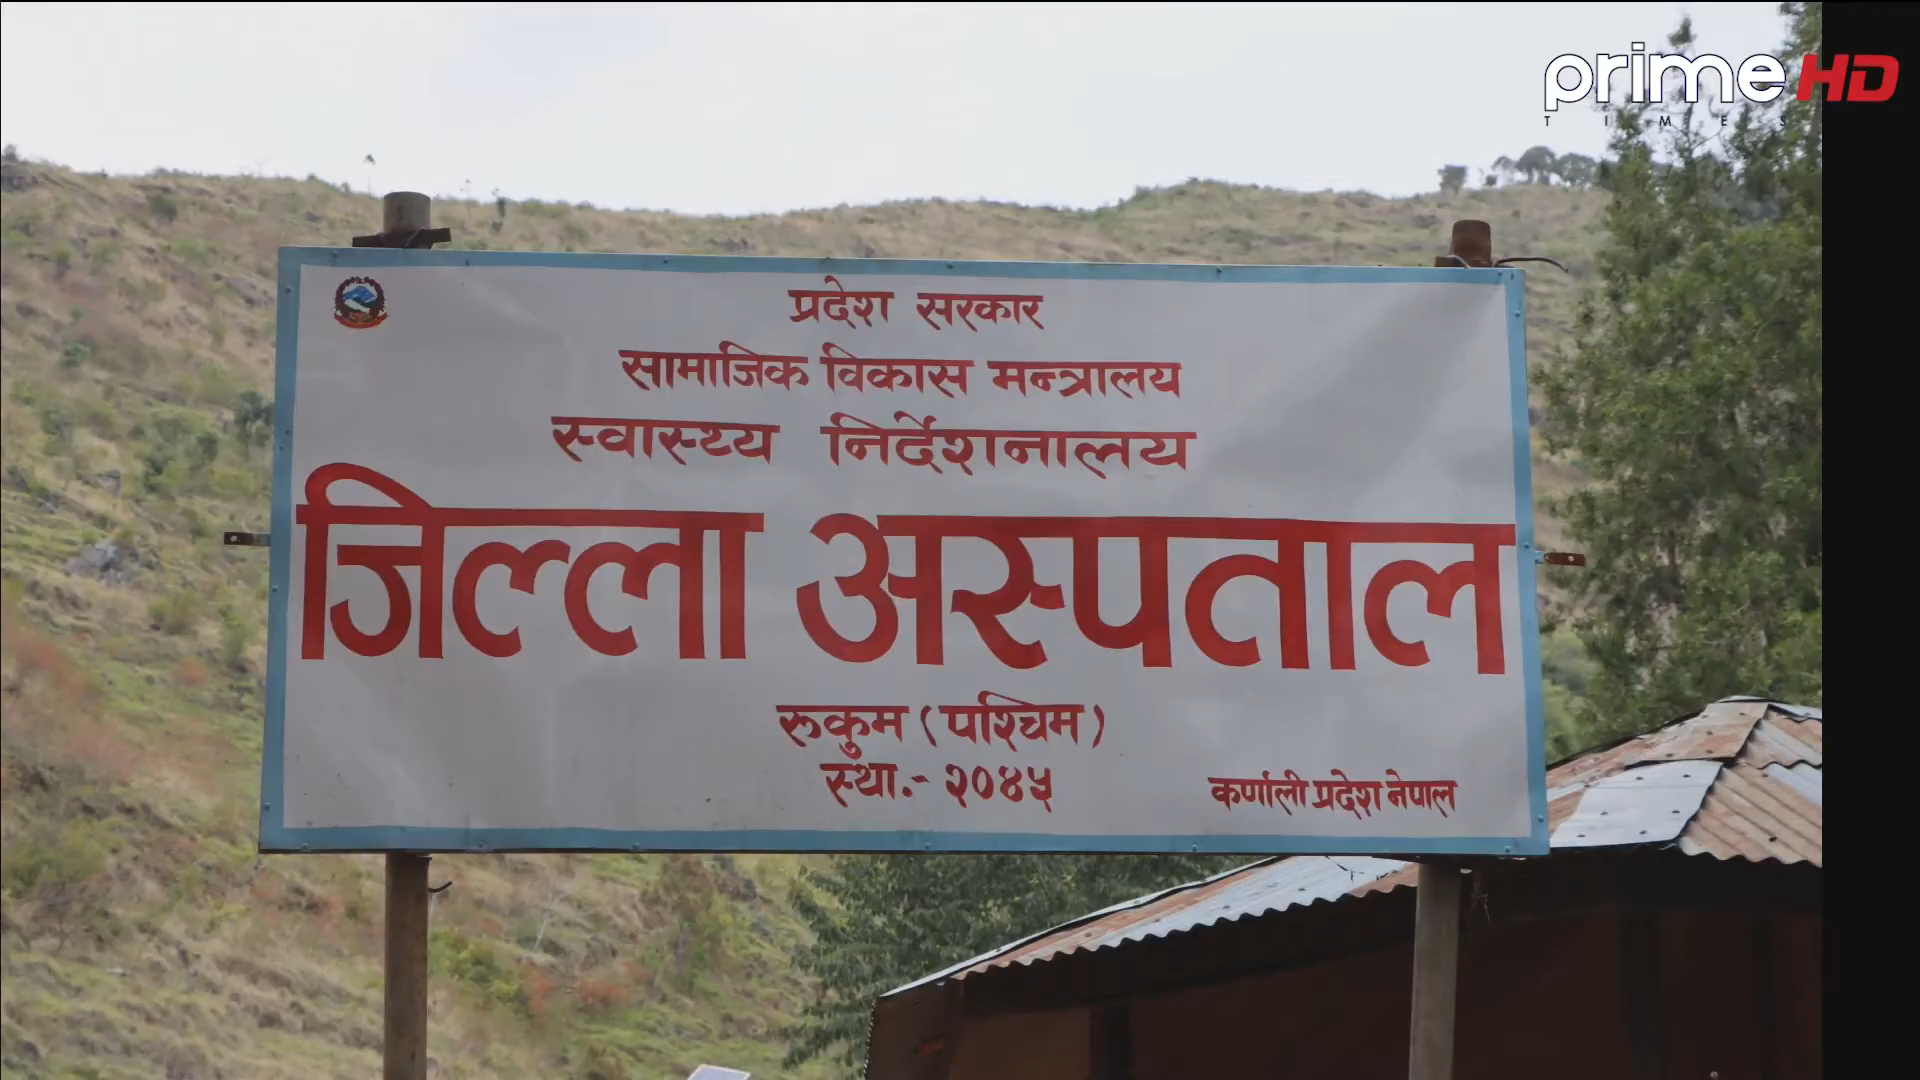 prime HD
TIMES
प्रदेश सरकार
सामाजिक विकास मन्त्रालय
स्वास्थ्य निर्देशनालय
जिल्ला अस्पताल
रूकुम (पश्चिम)
स्था.- २०४५
कर्णाली प्रदेश नेपाल